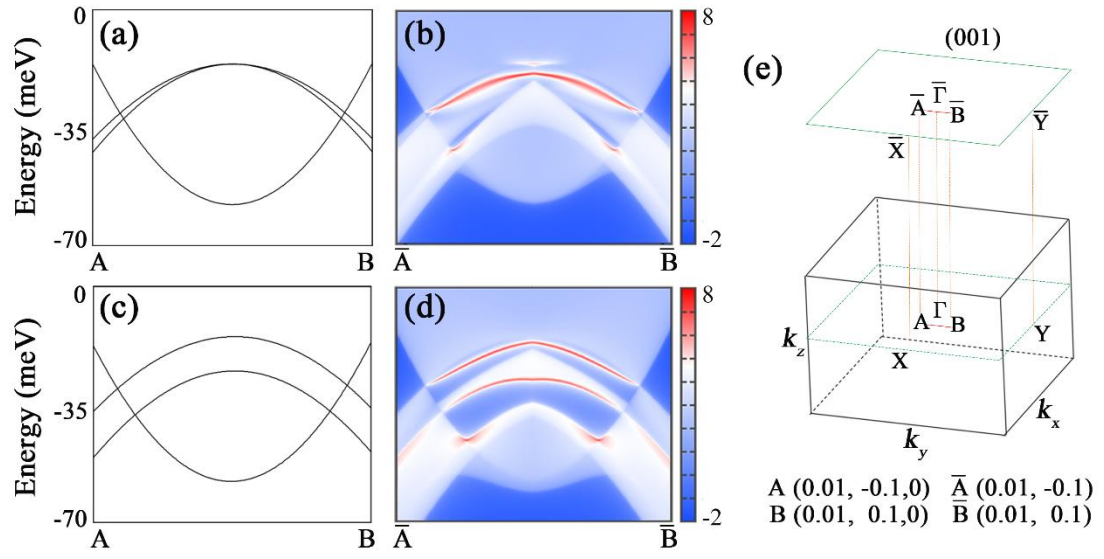 0
(a)
Energy (meV)
-35
-70
A
B
(b)
8
-2
A̅
B̅
0
(c)
Energy (meV)
-35
-70
A
B
(d)
8
-2
A̅
B̅
(e)
(001)
A̅
Γ̅
B̅
X̅
Y̅
A
Γ
B
X
Y
k_z
k_x
k_y
A (0.01, -0.1,0) A̅ (0.01, -0.1)
B (0.01, 0.1,0) B̅ (0.01, 0.1)